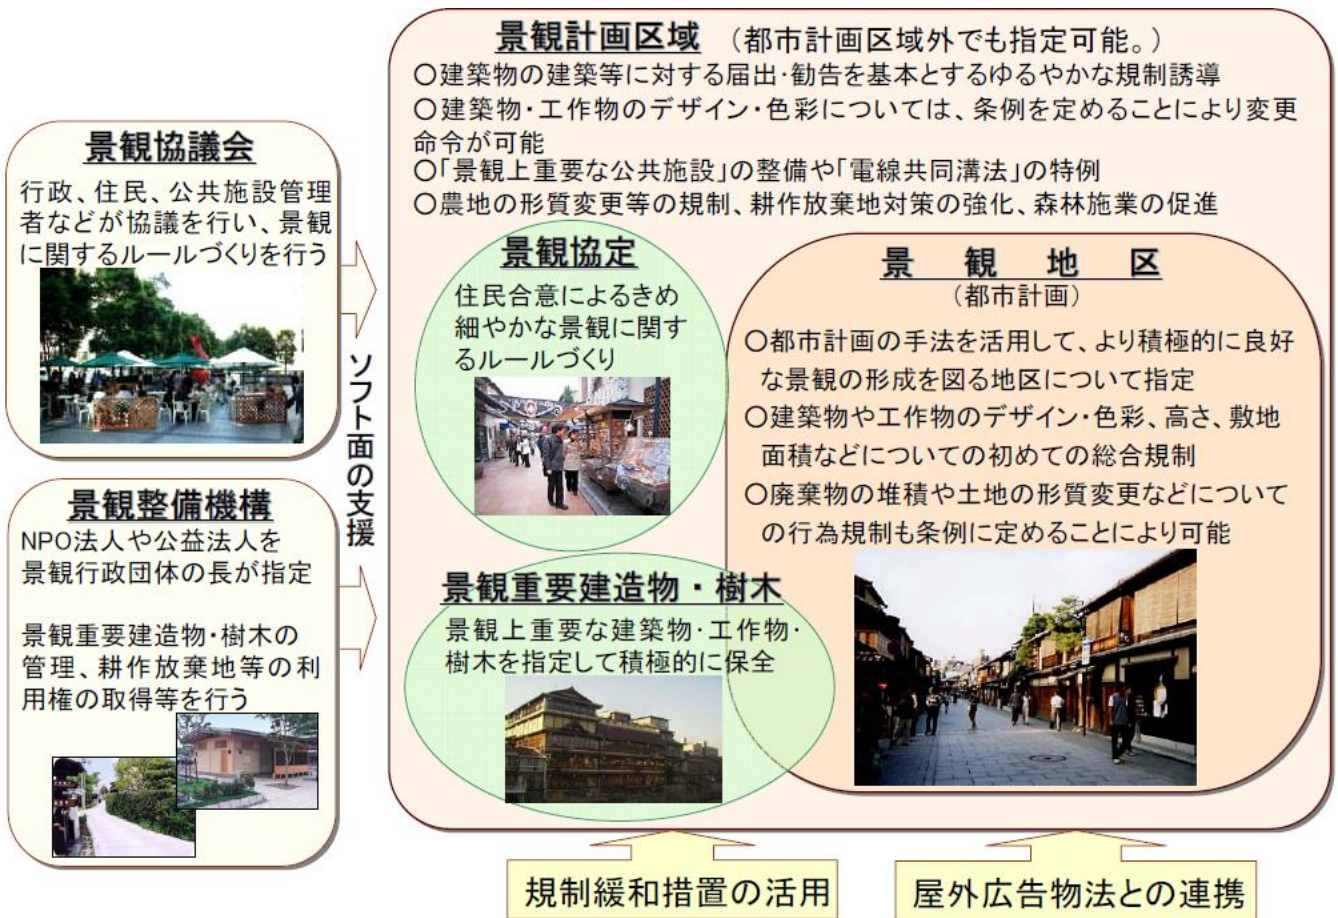 景観計画区域 （都市計画区域外でも指定可能。）
○建築物の建築等に対する届出・勧告を基本とするゆるやかな規制誘導
○建築物・工作物のデザイン・色彩については、条例を定めることにより変更
命令が可能
○「景観上重要な公共施設」の整備や「電線共同溝法」の特例
○農地の形質変更等の規制、耕作放棄地対策の強化、森林施業の促進
景観協議会
行政、住民、公共施設管理
者などが協議を行い、景観
に関するルールづくりを行う
景観整備機構
NPO法人や公益法人を
景観行政団体の長が指定
景観重要建造物・樹木の
管理、耕作放棄地等の利
用権の取得等を行う
ソフト面の支援
景観協定
住民合意によるきめ
細やかな景観に関す
るルールづくり
景観重要建造物・樹木
景観上重要な建築物・工作物・
樹木を指定して積極的に保全
景観地区
（都市計画）
○都市計画の手法を活用して、より積極的に良好
な景観の形成を図る地区について指定
○建築物や工作物のデザイン・色彩、高さ、敷地
面積などについての初めての総合規制
○廃棄物の堆積や土地の形質変更などについて
の行為規制も条例に定めることにより可能
規制緩和措置の活用
屋外広告物法との連携